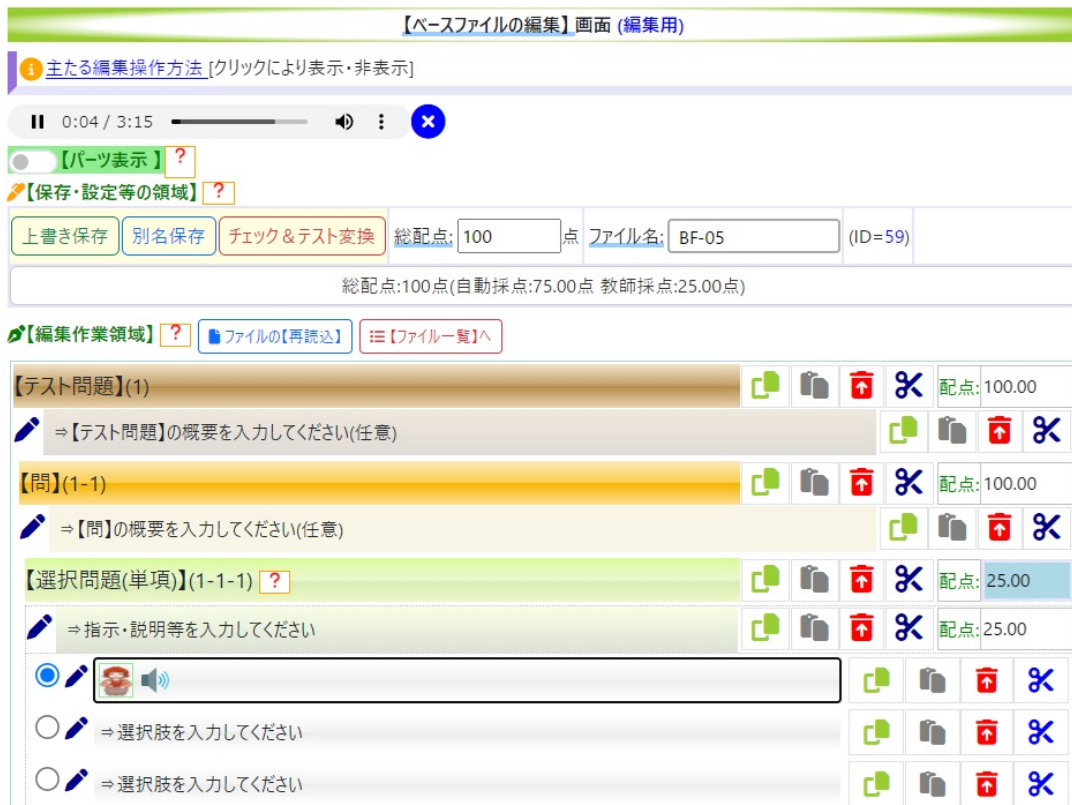 【ベースファイルの編集】画面 (編集用)
主たる編集操作方法 [クリックにより表示・非表示]
0:04 / 3:15
【パーツ表示 】 ?
【保存・設定等の領域】 ?
上書き保存 別名保存 チェック&テスト変換 総配点: 100 点 ファイル名: BF-05 (ID=59)
総配点:100点(自動採点:75.00点 教師採点:25.00点)
【編集作業領域】 ? ファイルの【再読込】 【ファイル一覧】へ
【テスト問題】(1) 配点: 100.00
⇒【テスト問題】の概要を入力してください(任意)
【問】(1-1) 配点: 100.00
⇒【問】の概要を入力してください(任意)
【選択問題(単項)】(1-1-1) ? 配点: 25.00
⇒指示・説明等を入力してください 配点: 25.00
⇒選択肢を入力してください
⇒選択肢を入力してください